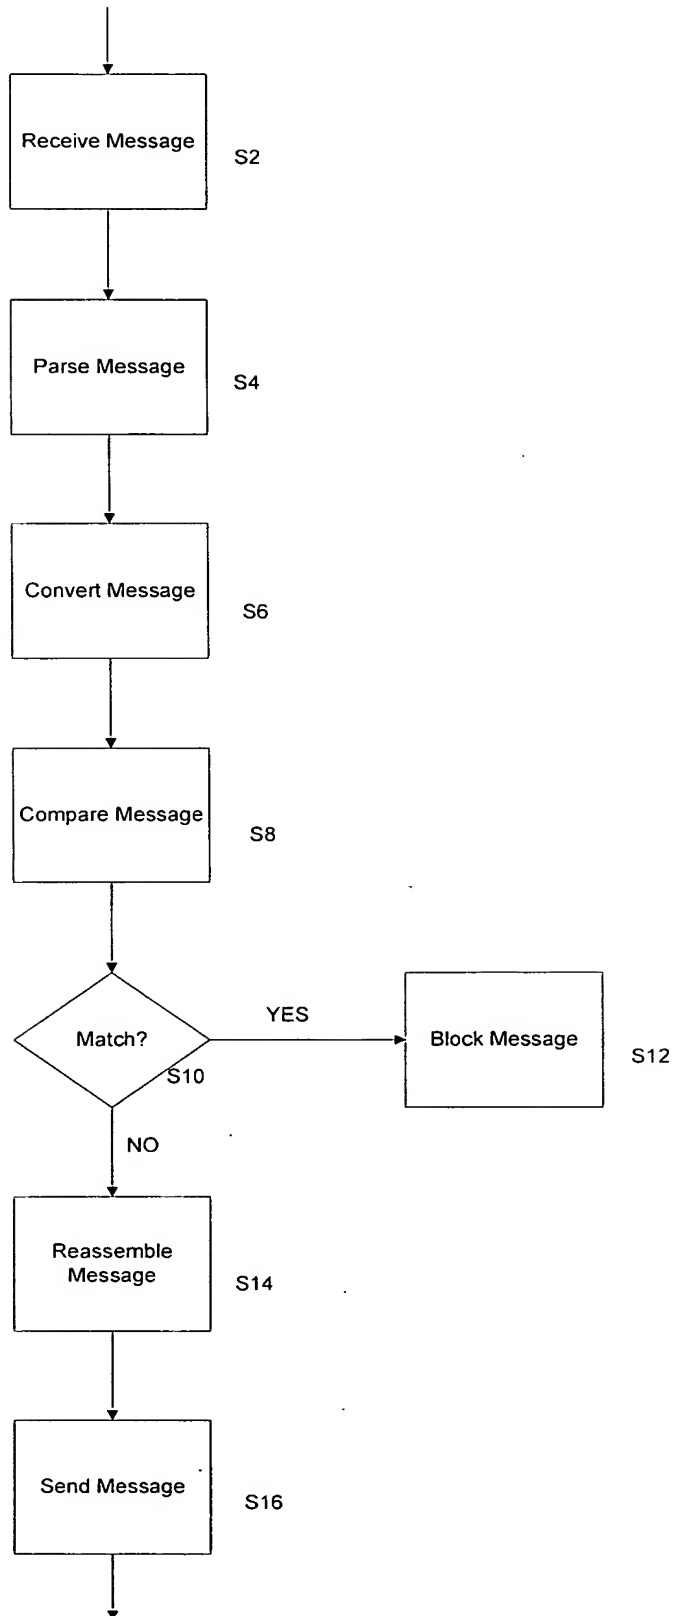 Receive Message
S2
Parse Message
S4
Convert Message
S6
Compare Message
S8
Match?
S10
YES
Block Message
S12
NO
Reassemble
Message
S14
Send Message
S16